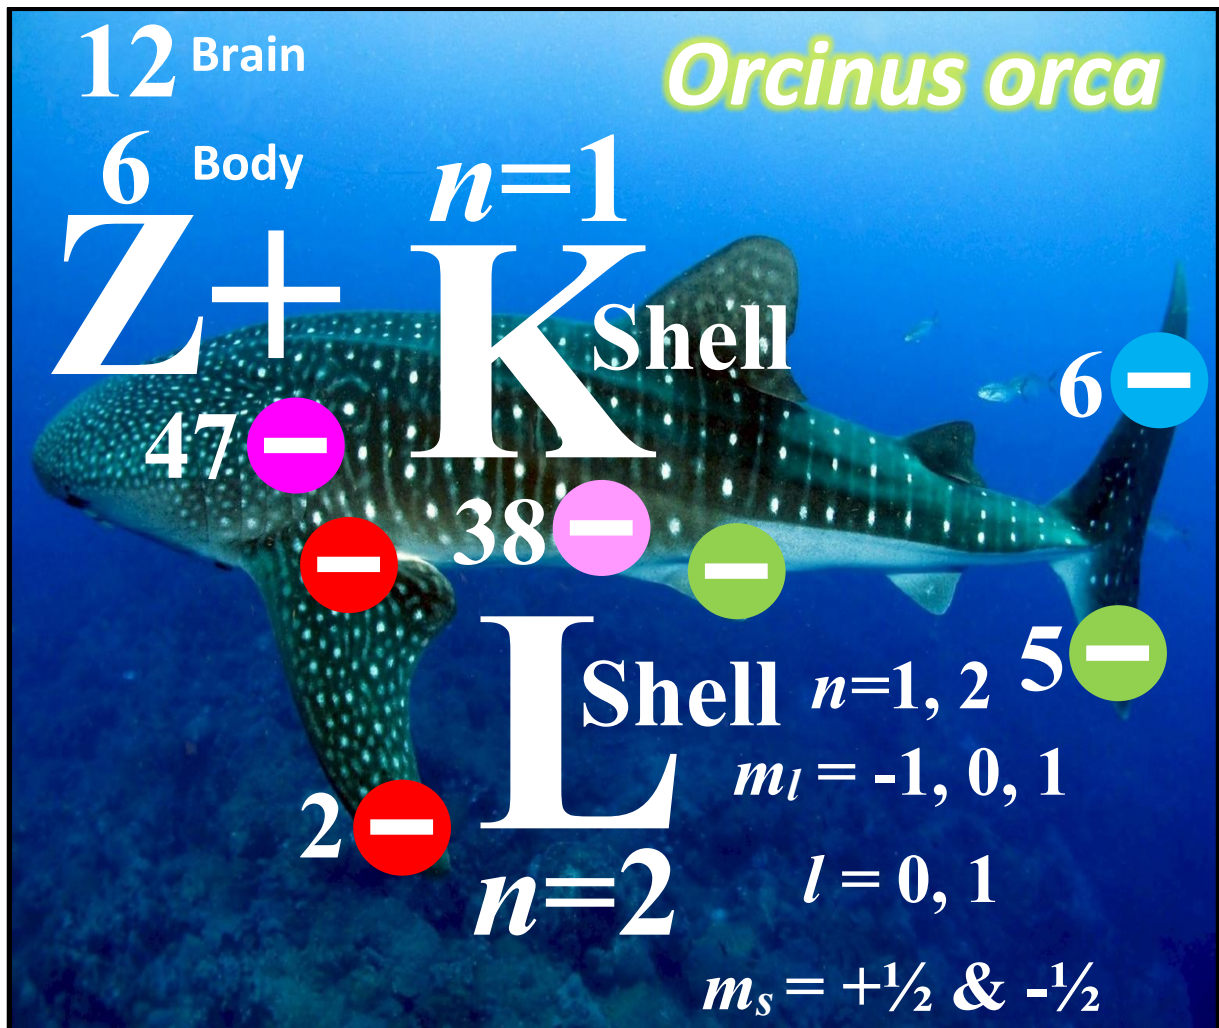 12 Brain
Orcinus orca
6 Body
n=1
Z+
K Shell
6 −
47 −
38 −
−
−
L Shell
n=1, 2
5 −
ml = -1, 0, 1
2 −
l = 0, 1
n=2
ms = +½ & -½